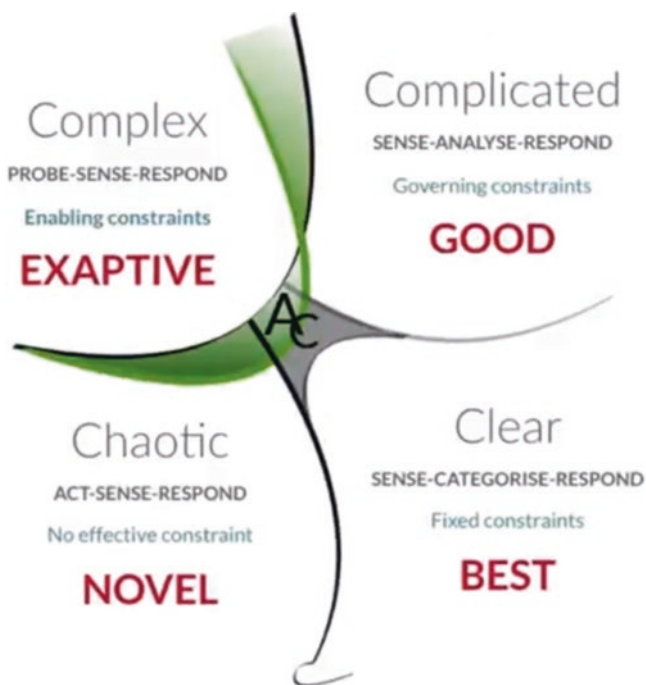 Complex
PROBE-SENSE-RESPOND
Enabling constraints
EXAPTIVE
Complicated
SENSE-ANALYSE-RESPOND
Governing constraints
GOOD
A
C
Chaotic
ACT-SENSE-RESPOND
No effective constraint
NOVEL
Clear
SENSE-CATEGORISE-RESPOND
Fixed constraints
BEST